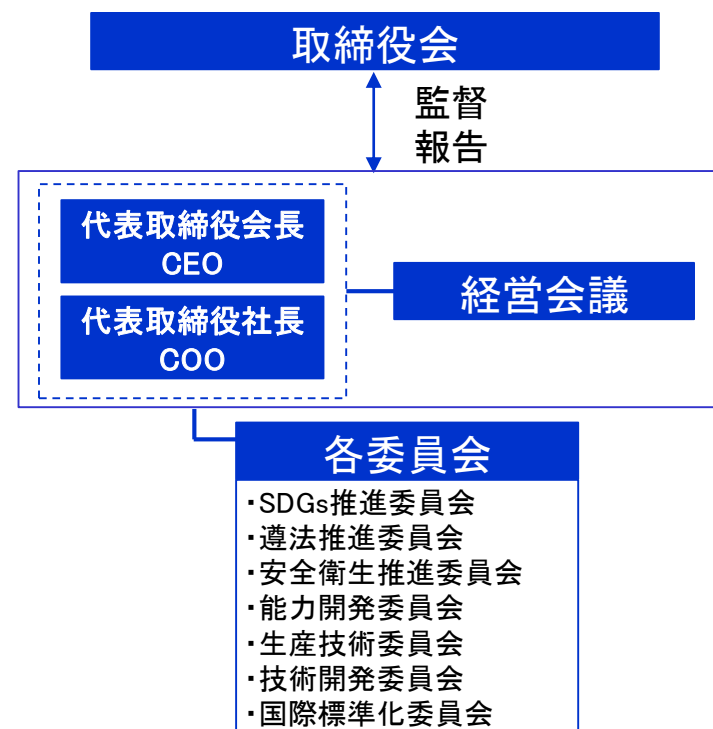 取締役会
監督
報告
代表取締役会長
CEO
代表取締役社長
COO
経営会議
各委員会
･SDGs推進委員会
･遵法推進委員会
･安全衛生推進委員会
･能力開発委員会
･生産技術委員会
･技術開発委員会
･国際標準化委員会